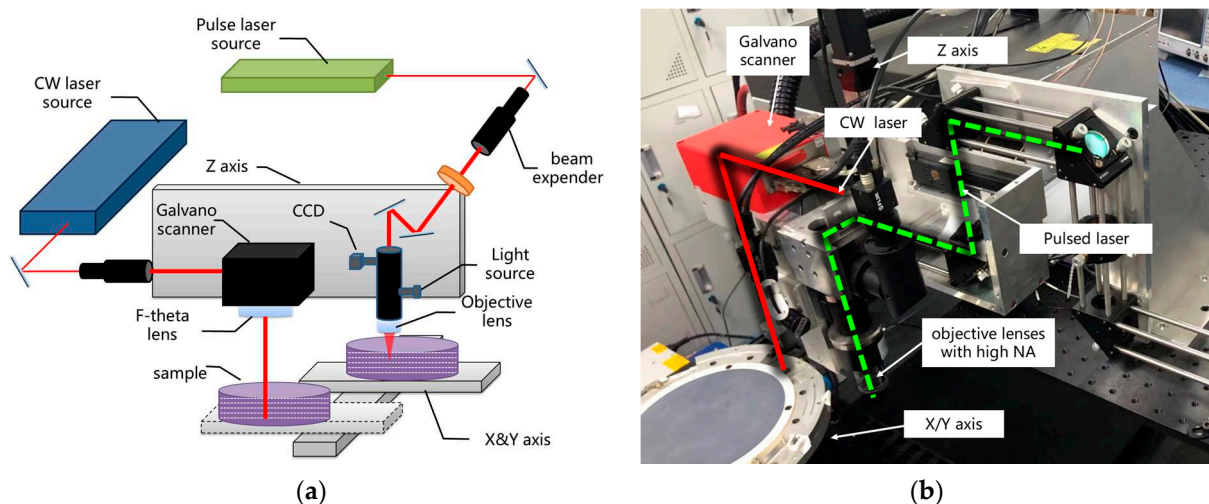 Pulse laser
source
CW laser
source
Z axis
beam
expender
Galvano
scanner
CCD
Light
source
F-theta
lens
Objective
lens
sample
X&Y axis
(a)
Galvano
scanner
Z axis
CW laser
Pulsed laser
objective lenses
with high NA
X/Y axis
(b)